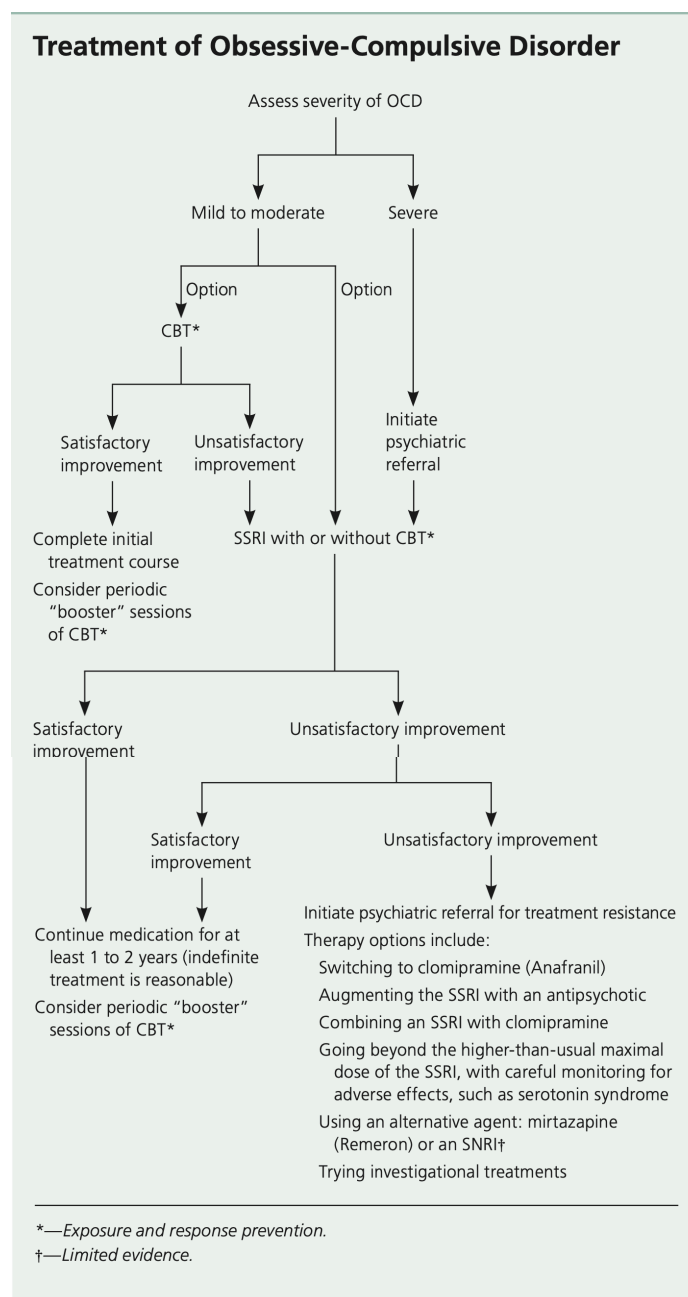 Treatment of Obsessive-Compulsive Disorder
Assess severity of OCD
Mild to moderate
Severe
Option
Option
CBT*
Satisfactory
improvement
Unsatisfactory
improvement
Initiate
psychiatric
referral
Complete initial
treatment course
Consider periodic
“booster” sessions
of CBT*
SSRI with or without CBT*
Satisfactory
improvement
Unsatisfactory improvement
Satisfactory
improvement
Unsatisfactory improvement
Continue medication for at
least 1 to 2 years (indefinite
treatment is reasonable)
Consider periodic “booster”
sessions of CBT*
Initiate psychiatric referral for treatment resistance
Therapy options include:
Switching to clomipramine (Anafranil)
Augmenting the SSRI with an antipsychotic
Combining an SSRI with clomipramine
Going beyond the higher-than-usual maximal
dose of the SSRI, with careful monitoring for
adverse effects, such as serotonin syndrome
Using an alternative agent: mirtazapine
(Remeron) or an SNRI†
Trying investigational treatments
*—Exposure and response prevention.
†—Limited evidence.